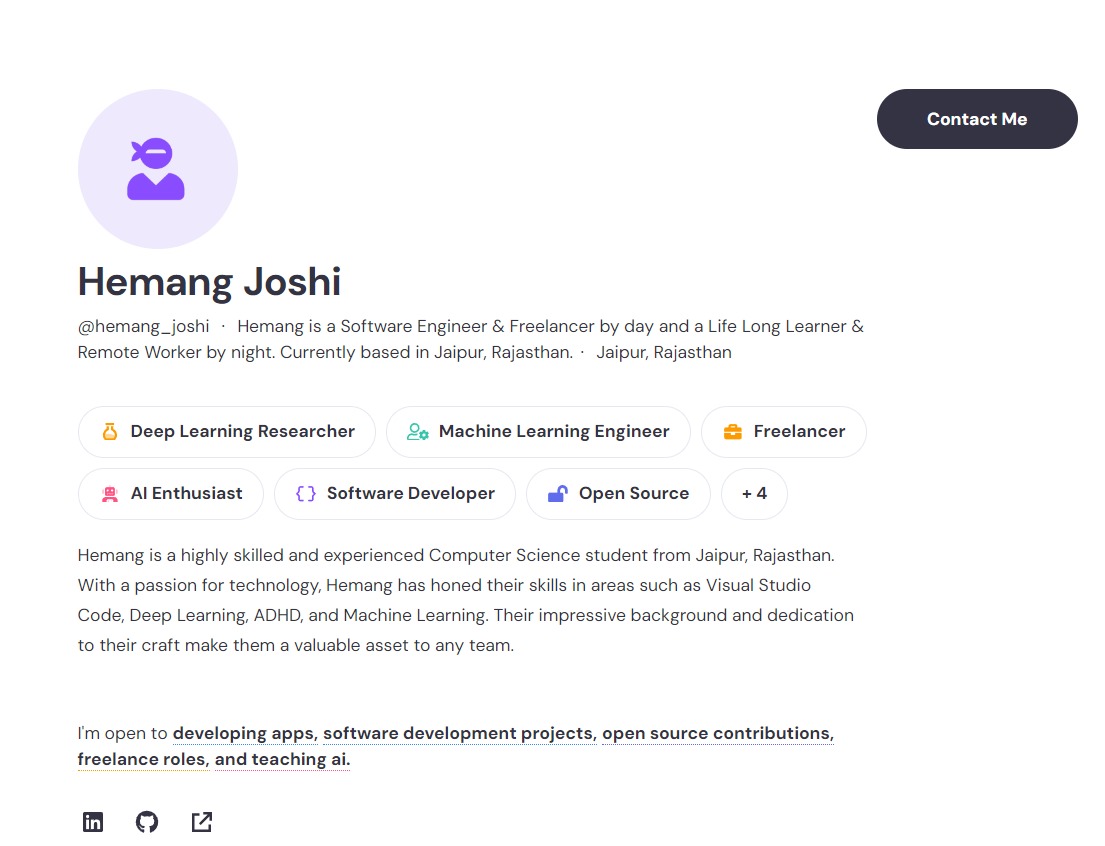 Contact Me
Hemang Joshi
@hemang_joshi · Hemang is a Software Engineer & Freelancer by day and a Life Long Learner &
Remote Worker by night. Currently based in Jaipur, Rajasthan. · Jaipur, Rajasthan
Deep Learning Researcher Machine Learning Engineer Freelancer
AI Enthusiast Software Developer Open Source + 4
Hemang is a highly skilled and experienced Computer Science student from Jaipur, Rajasthan.
With a passion for technology, Hemang has honed their skills in areas such as Visual Studio
Code, Deep Learning, ADHD, and Machine Learning. Their impressive background and dedication
to their craft make them a valuable asset to any team.
I'm open to developing apps, software development projects, open source contributions,
freelance roles, and teaching ai.
in